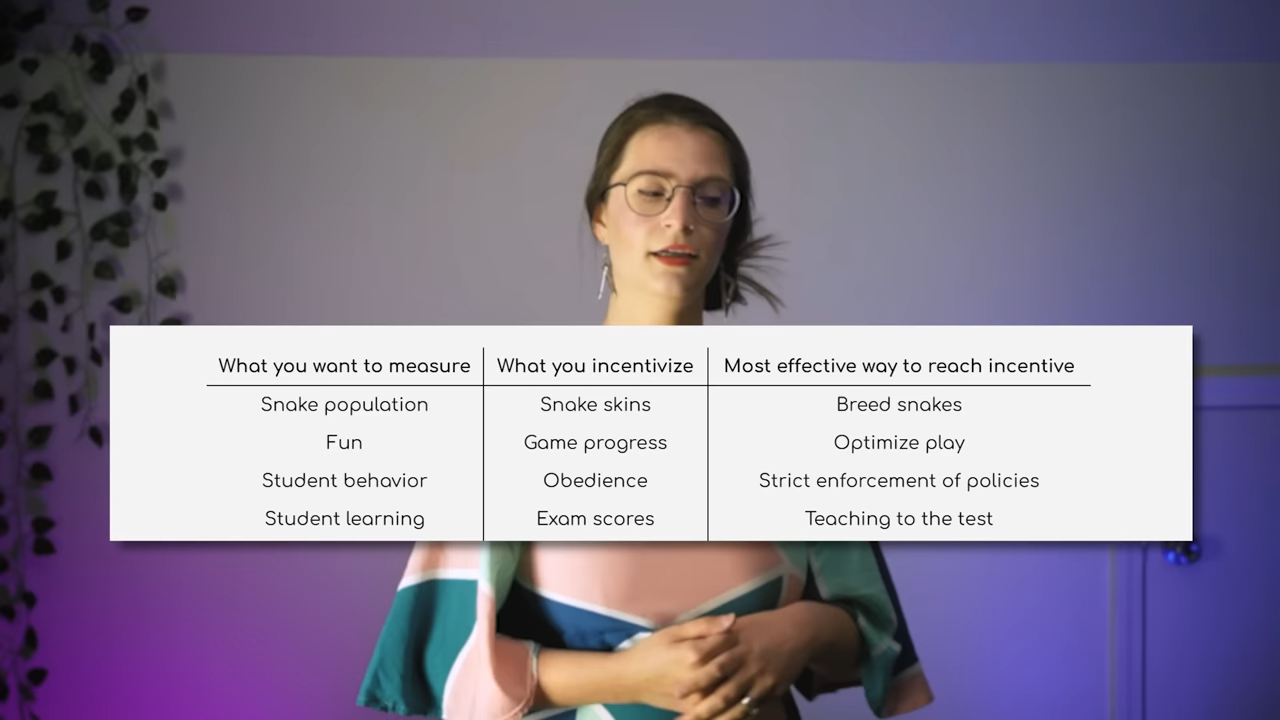 What you want to measure What you incentivize Most effective way to reach incentive
Snake population Snake skins Breed snakes
Fun Game progress Optimize play
Student behavior Obedience Strict enforcement of policies
Student learning Exam scores Teaching to the test